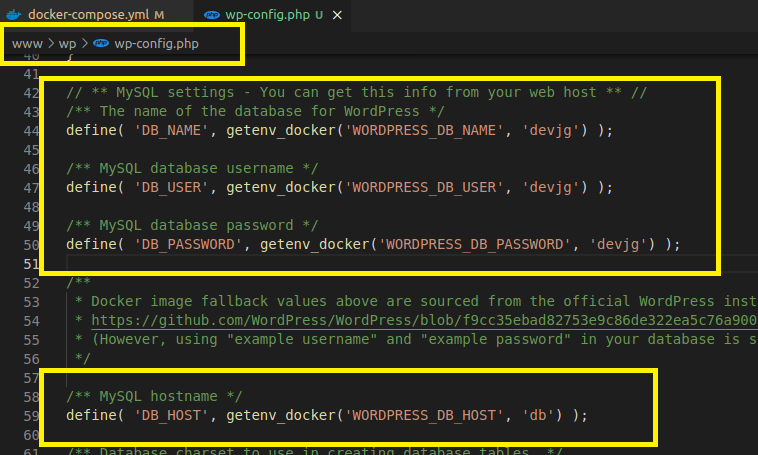 docker-compose.yml M
wp-config.php U ×
www > wp > php wp-config.php
40 }
41
42 // ** MySQL settings - You can get this info from your web host ** //
43 /** The name of the database for WordPress */
44 define( 'DB_NAME', getenv_docker('WORDPRESS_DB_NAME', 'devjg') );
45
46 /** MySQL database username */
47 define( 'DB_USER', getenv_docker('WORDPRESS_DB_USER', 'devjg') );
48
49 /** MySQL database password */
50 define( 'DB_PASSWORD', getenv_docker('WORDPRESS_DB_PASSWORD', 'devjg') );
51
52 /**
53 * Docker image fallback values above are sourced from the official WordPress inst
54 * https://github.com/WordPress/WordPress/blob/f9cc35ebad82753e9c86de322ea5c76a900
55 * (However, using "example username" and "example password" in your database is s
56 */
57
58 /** MySQL hostname */
59 define( 'DB_HOST', getenv_docker('WORDPRESS_DB_HOST', 'db') );
60
61 /** Database charset to use in creating database tables. */